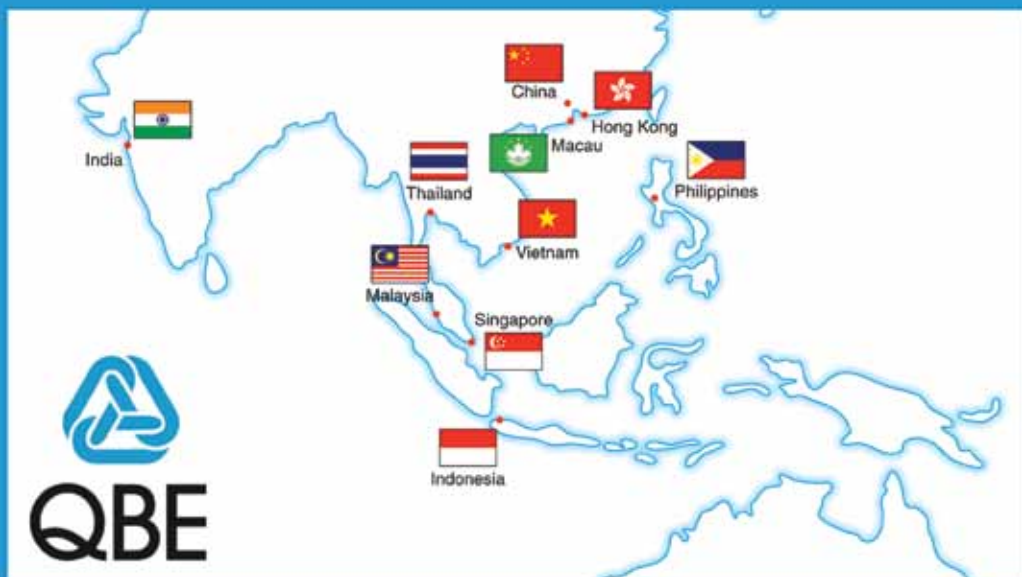 China
Hong Kong
Macau
India
Thailand
Philippines
Vietnam
Malaysia
Singapore
Indonesia
QBE